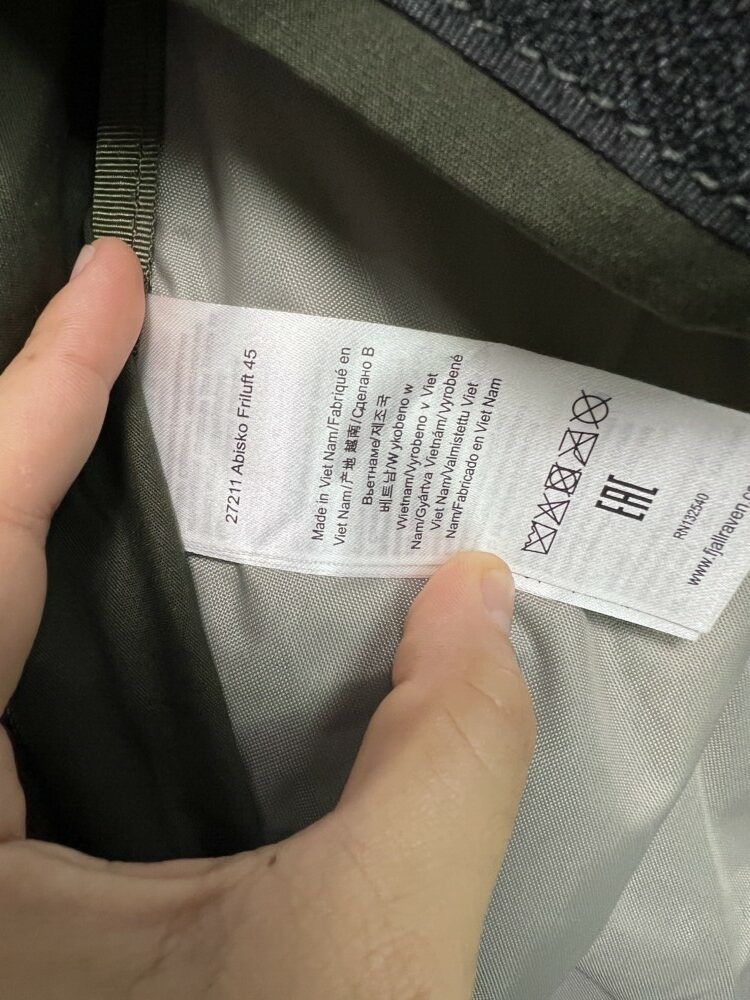 27211 Abisko Friluft 45
Made in Viet Nam/Fabriqué en
Viet Nam/产地 越南/Сделано В
Вьетнаме/제조국
베트남/Wykobeno w
Wietnam/Vyrobeno v Viet
Nam/Gyártva Vietnám/Vyrobené
Viet Nam/Valmistettu Viet
Nam/Fabricado en Viet Nam
EAC
RN132540
www.fjallraven.